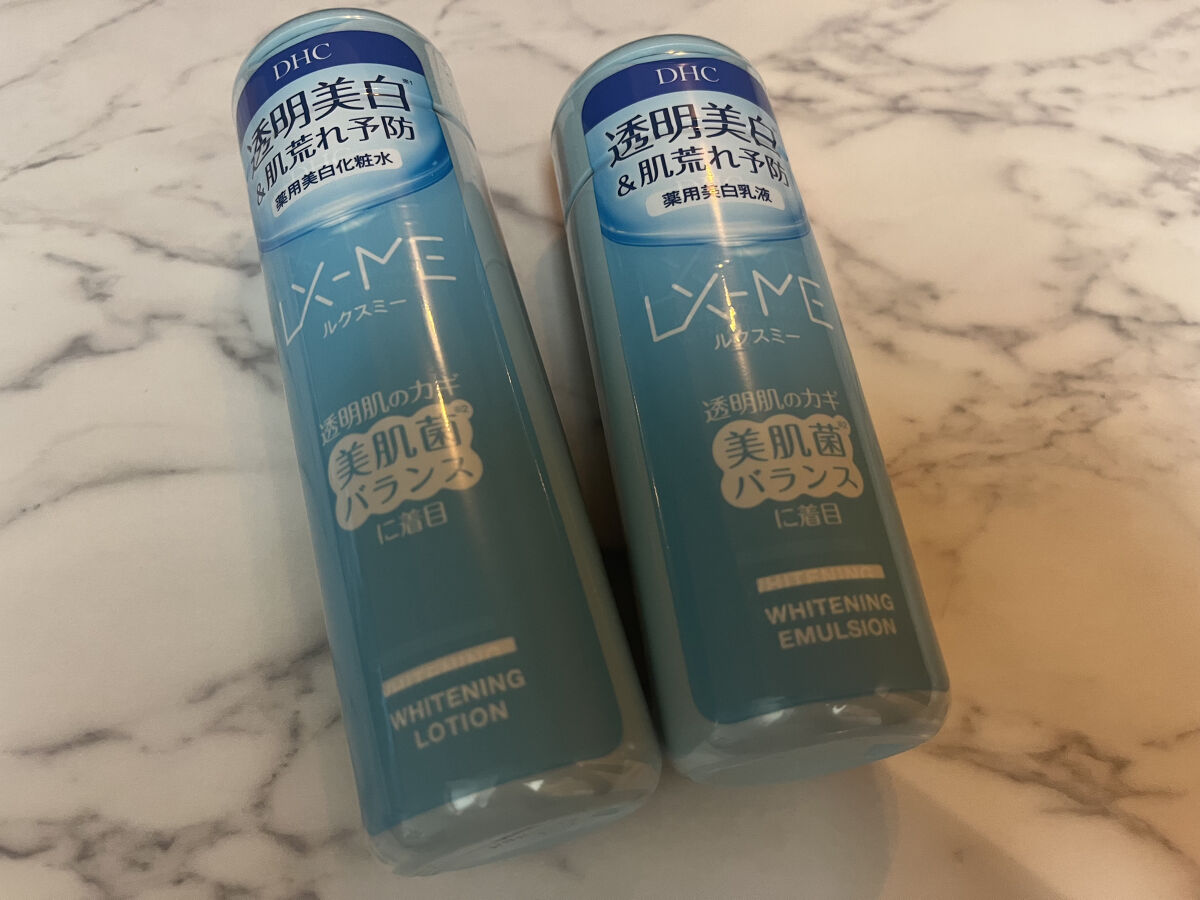 DHC
透明美白※1
&肌荒れ予防
薬用美白化粧水
LX-ME
ルクスミー
透明肌のカギ
美肌菌※2
バランス
に着目
WHITENING
LOTION
DHC
透明美白
&肌荒れ予防
薬用美白乳液
LX-ME
ルクスミー
透明肌のカギ
美肌菌※2
バランス
に着目
WHITENING
EMULSION